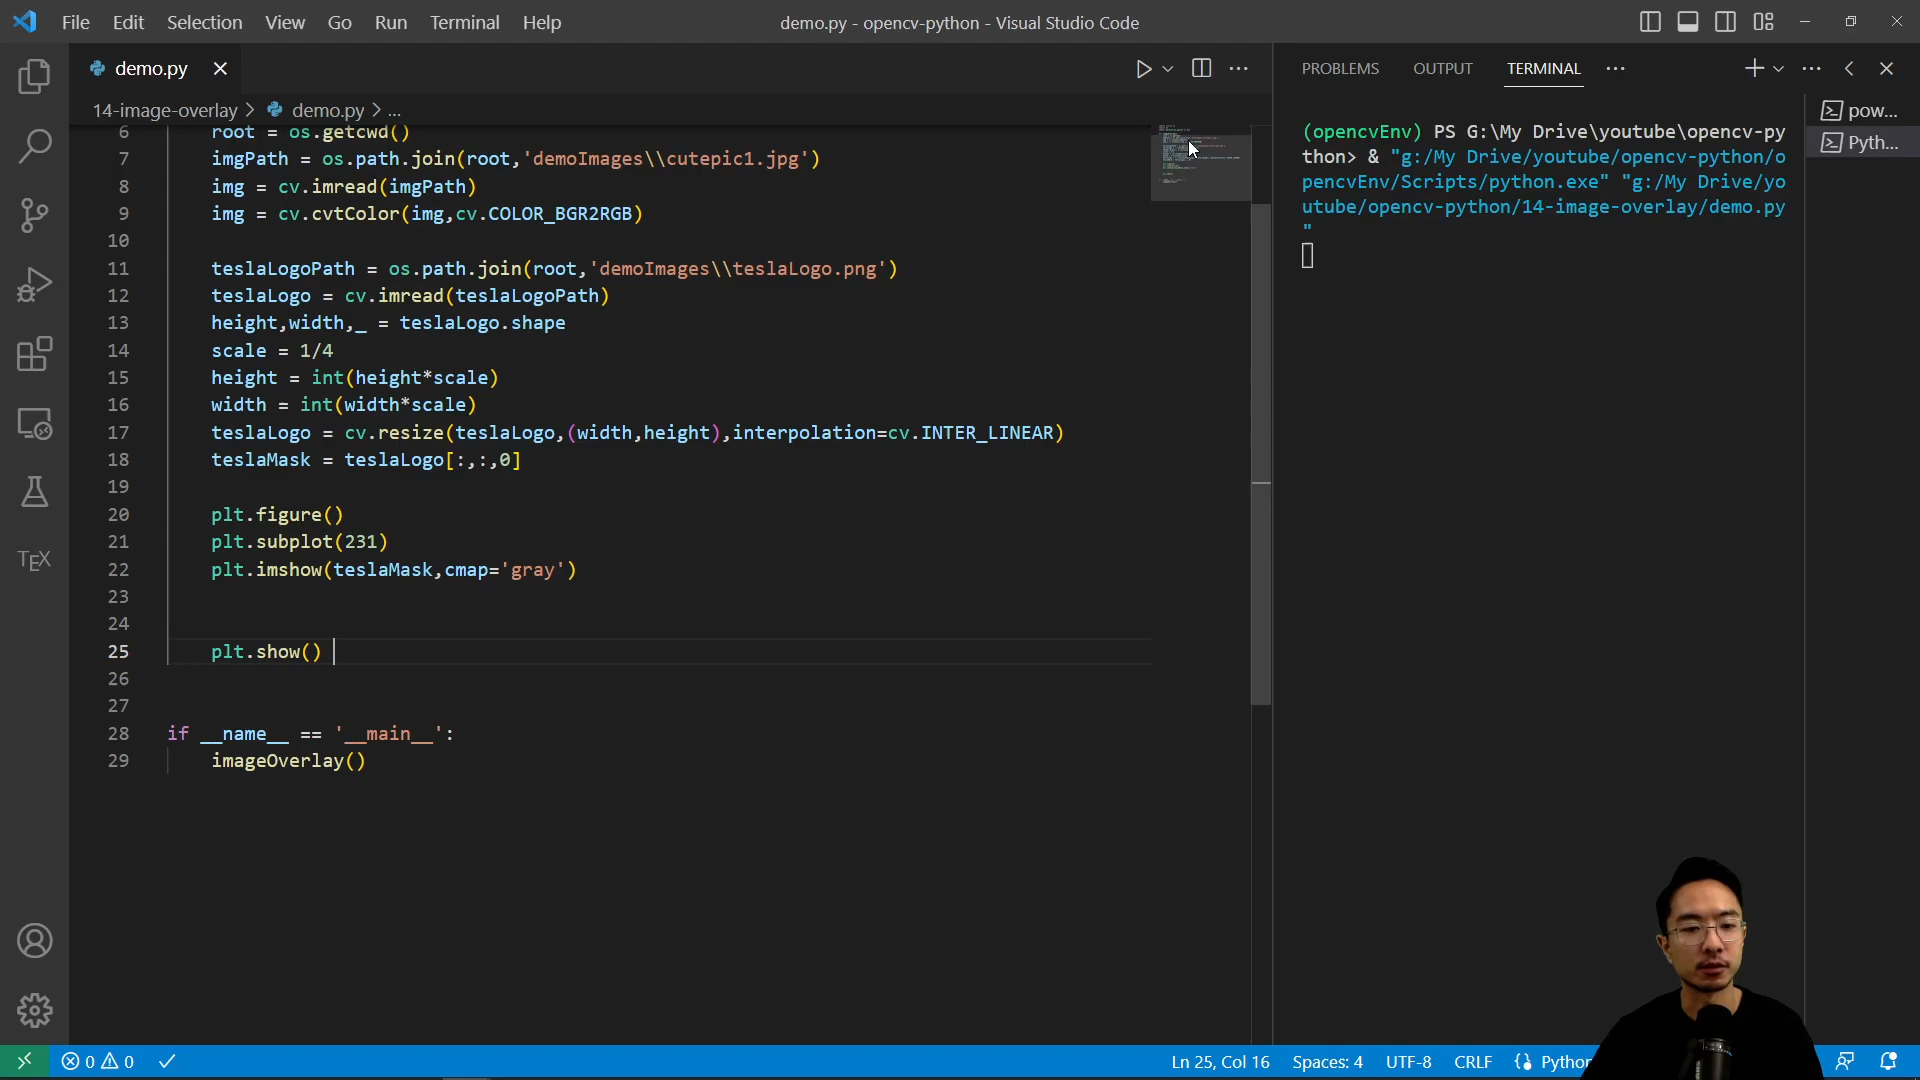 File Edit Selection View Go Run Terminal Help
demo.py - opencv-python - Visual Studio Code
demo.py
14-image-overlay > demo.py > ...
6 root = os.getcwd()
7 imgPath = os.path.join(root,'demoImages\\cutepic1.jpg')
8 img = cv.imread(imgPath)
9 img = cv.cvtColor(img,cv.COLOR_BGR2RGB)
10
11 teslaLogoPath = os.path.join(root,'demoImages\\teslaLogo.png')
12 teslaLogo = cv.imread(teslaLogoPath)
13 height,width,_ = teslaLogo.shape
14 scale = 1/4
15 height = int(height*scale)
16 width = int(width*scale)
17 teslaLogo = cv.resize(teslaLogo,(width,height),interpolation=cv.INTER_LINEAR)
18 teslaMask = teslaLogo[:,:,0]
19
20 plt.figure()
21 plt.subplot(231)
22 plt.imshow(teslaMask,cmap='gray')
23
24
25 plt.show()
26
27
28 if __name__ == '__main__':
29 imageOverlay()
PROBLEMS OUTPUT TERMINAL ...
(opencvEnv) PS G:\My Drive\youtube\opencv-py
thon> & "g:/My Drive/youtube/opencv-python/o
pencvEnv/Scripts/python.exe" "g:/My Drive/yo
utube/opencv-python/14-image-overlay/demo.py
"
pow...
Pyth...
TEX
0 0
Ln 25, Col 16 Spaces: 4 UTF-8 CRLF Python